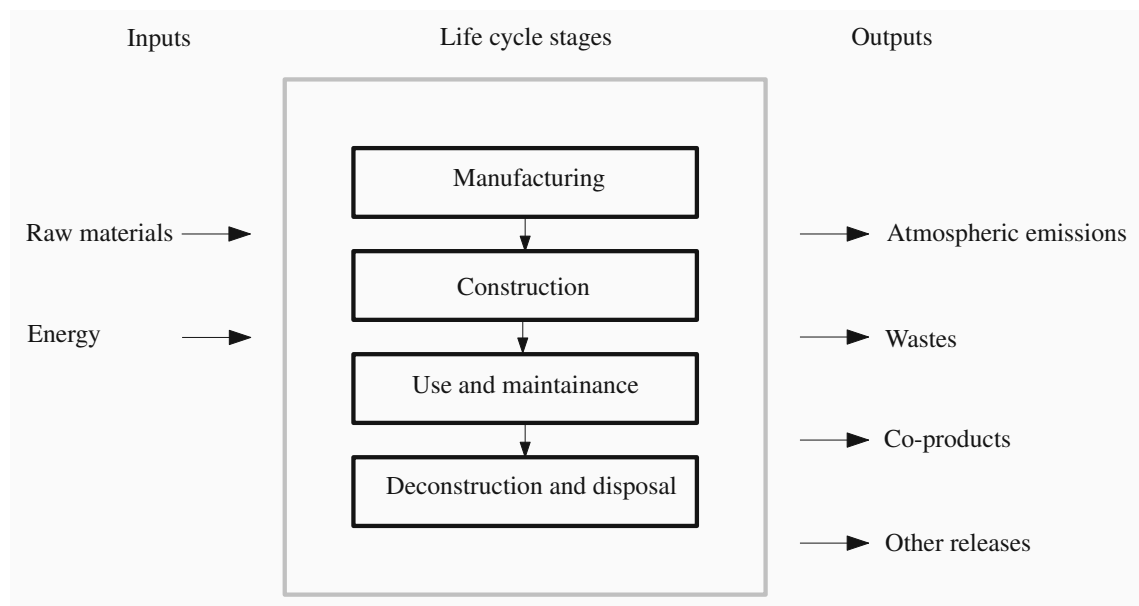 Inputs
Life cycle stages
Outputs
Manufacturing
Raw materials
Atmospheric emissions
Construction
Energy
Wastes
Use and maintainance
Co-products
Deconstruction and disposal
Other releases